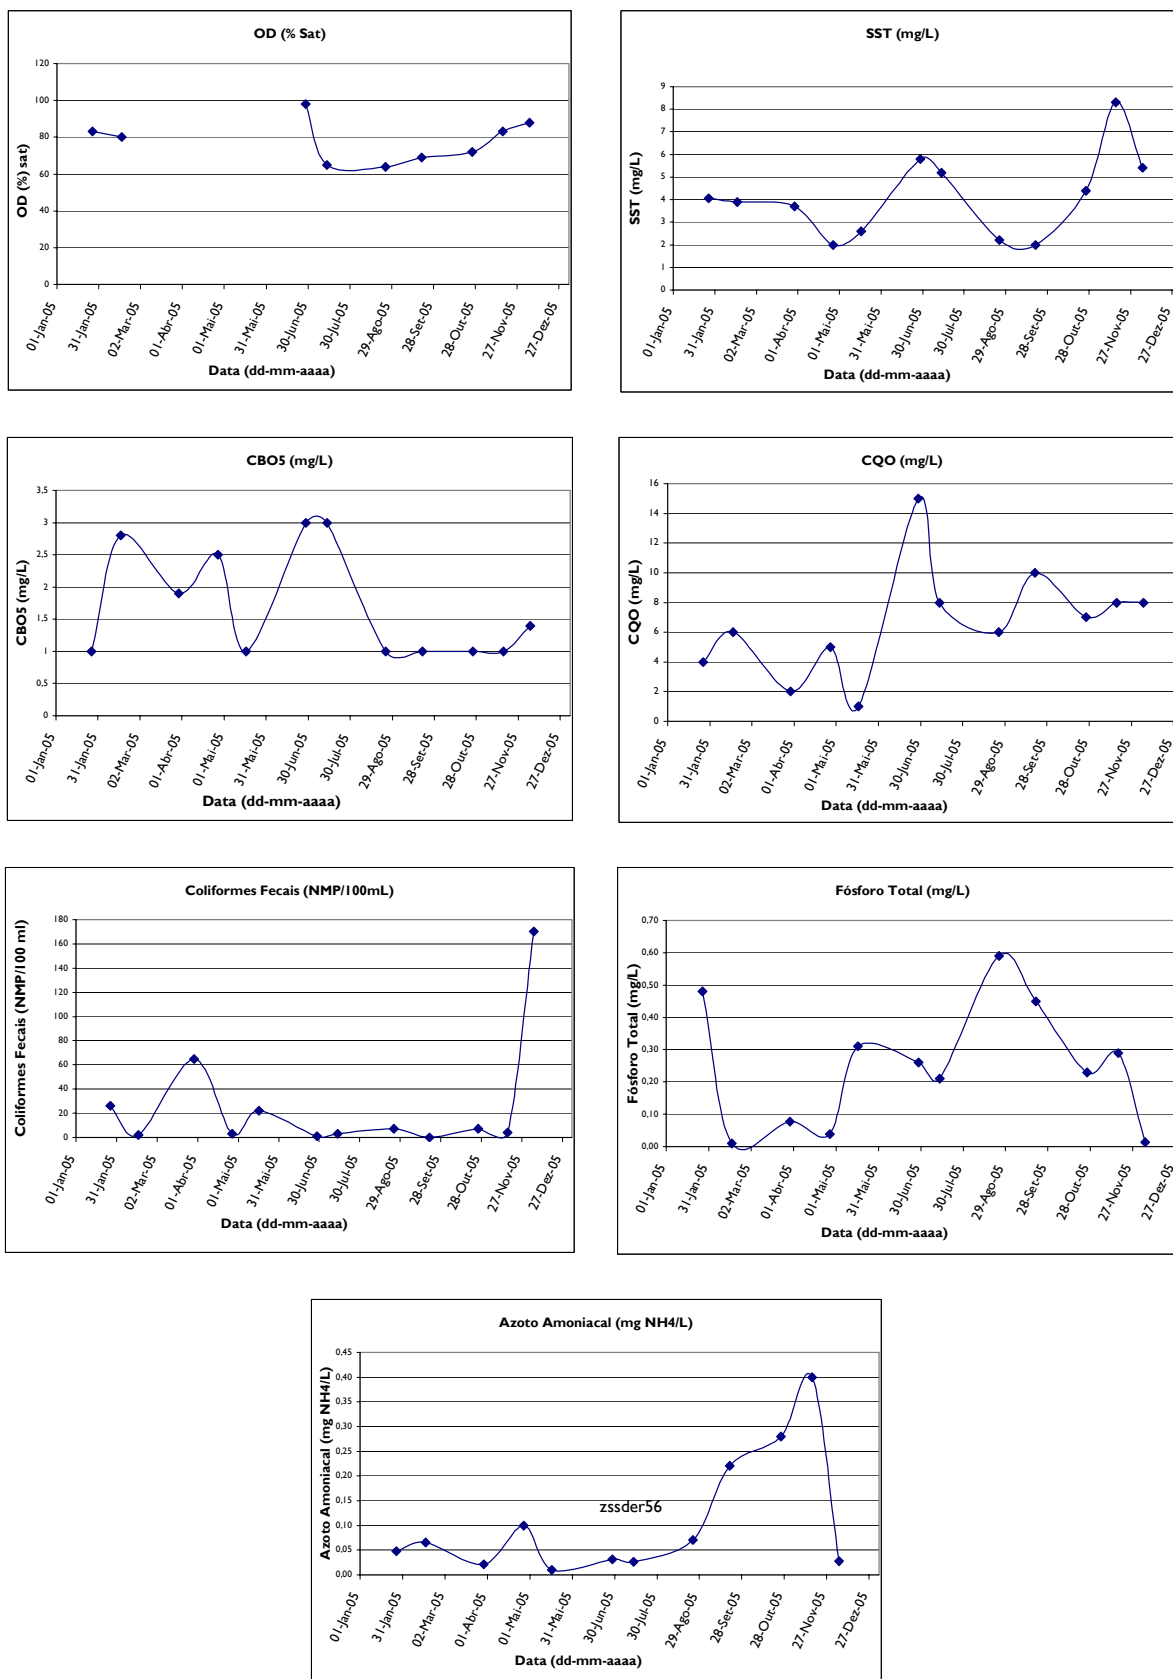 OD (% Sat)
120
100
80
60
40
20
0
OD (%) sat)
01-Jan-05
31-Jan-05
02-Mar-05
01-Abr-05
01-Mai-05
31-Mai-05
30-Jun-05
30-Jul-05
29-Ago-05
28-Set-05
28-Out-05
27-Nov-05
27-Dez-05
Data (dd-mm-aaaa)
SST (mg/L)
9
8
7
6
5
4
3
2
1
0
SST (mg/L)
01-Jan-05
31-Jan-05
02-Mar-05
01-Abr-05
01-Mai-05
31-Mai-05
30-Jun-05
30-Jul-05
29-Ago-05
28-Set-05
28-Out-05
27-Nov-05
27-Dez-05
Data (dd-mm-aaaa)
CBO5 (mg/L)
3,5
3
2,5
2
1,5
1
0,5
0
CBO5 (mg/L)
01-Jan-05
31-Jan-05
02-Mar-05
01-Abr-05
01-Mai-05
31-Mai-05
30-Jun-05
30-Jul-05
29-Ago-05
28-Set-05
28-Out-05
27-Nov-05
27-Dez-05
Data (dd-mm-aaaa)
CQO (mg/L)
16
14
12
10
8
6
4
2
0
CQO (mg/L)
01-Jan-05
31-Jan-05
02-Mar-05
01-Abr-05
01-Mai-05
31-Mai-05
30-Jun-05
30-Jul-05
29-Ago-05
28-Set-05
28-Out-05
27-Nov-05
27-Dez-05
Data (dd-mm-aaaa)
Coliformes Fecais (NMP/100mL)
180
160
140
120
100
80
60
40
20
0
Coliformes Fecais (NMP/100 ml)
01-Jan-05
31-Jan-05
02-Mar-05
01-Abr-05
01-Mai-05
31-Mai-05
30-Jun-05
30-Jul-05
29-Ago-05
28-Set-05
28-Out-05
27-Nov-05
27-Dez-05
Data (dd-mm-aaaa)
Fósforo Total (mg/L)
0,70
0,60
0,50
0,40
0,30
0,20
0,10
0,00
Fósforo Total (mg/L)
01-Jan-05
31-Jan-05
02-Mar-05
01-Abr-05
01-Mai-05
31-Mai-05
30-Jun-05
30-Jul-05
29-Ago-05
28-Set-05
28-Out-05
27-Nov-05
27-Dez-05
Data (dd-mm-aaaa)
Azoto Amoniacal (mg NH4/L)
0,45
0,40
0,35
0,30
0,25
0,20
0,15
0,10
0,05
0,00
Azoto Amoniacal (mg NH4/L)
zssder56
01-Jan-05
31-Jan-05
02-Mar-05
01-Abr-05
01-Mai-05
31-Mai-05
30-Jun-05
30-Jul-05
29-Ago-05
28-Set-05
28-Out-05
27-Nov-05
27-Dez-05
Data (dd-mm-aaaa)